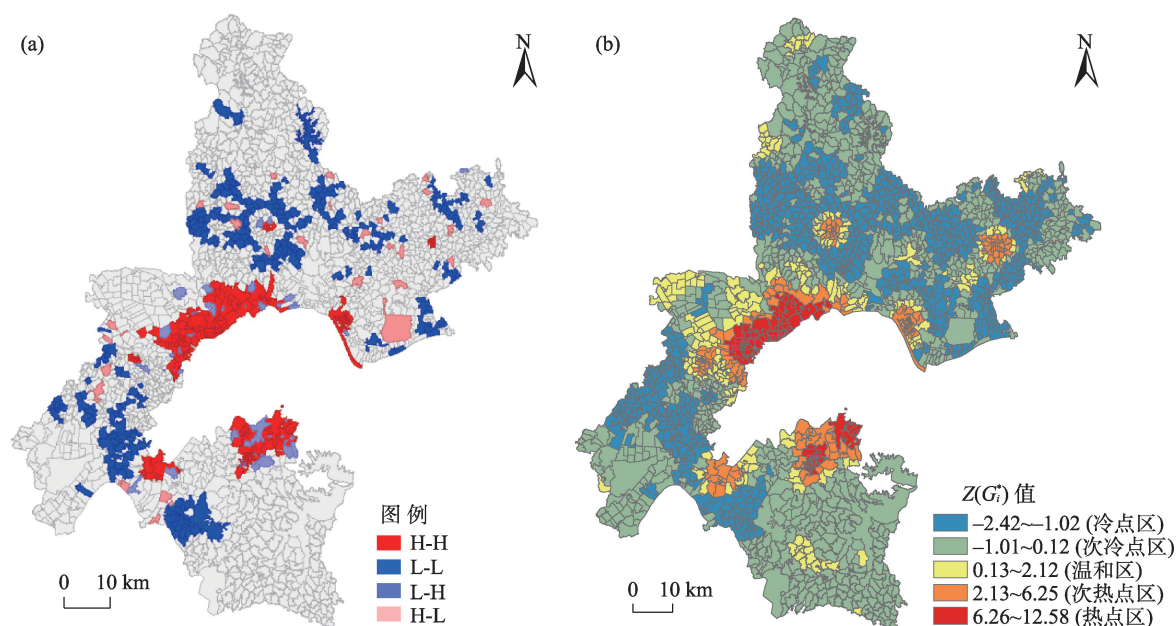 (a)
N
图 例
H-H
L-L
L-H
H-L
0 10 km
(b)
N
Z(G*i) 值
−2.42~−1.02 (冷点区)
−1.01~0.12 (次冷点区)
0.13~2.12 (温和区)
2.13~6.25 (次热点区)
6.26~12.58 (热点区)
0 10 km